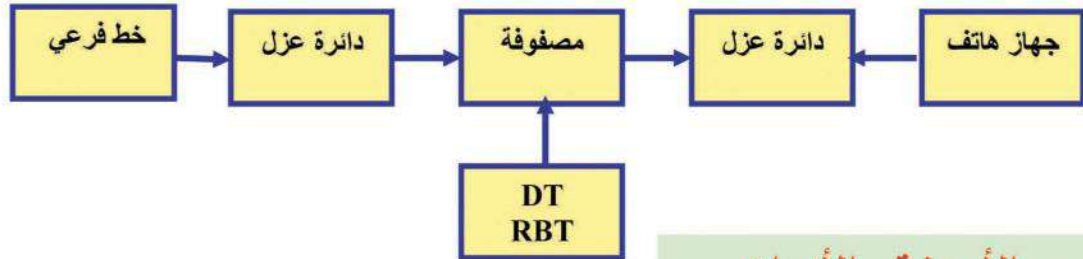 خط فرعي
دائرة عزل
مصفوفة
دائرة عزل
جهاز هاتف
DT
RBT